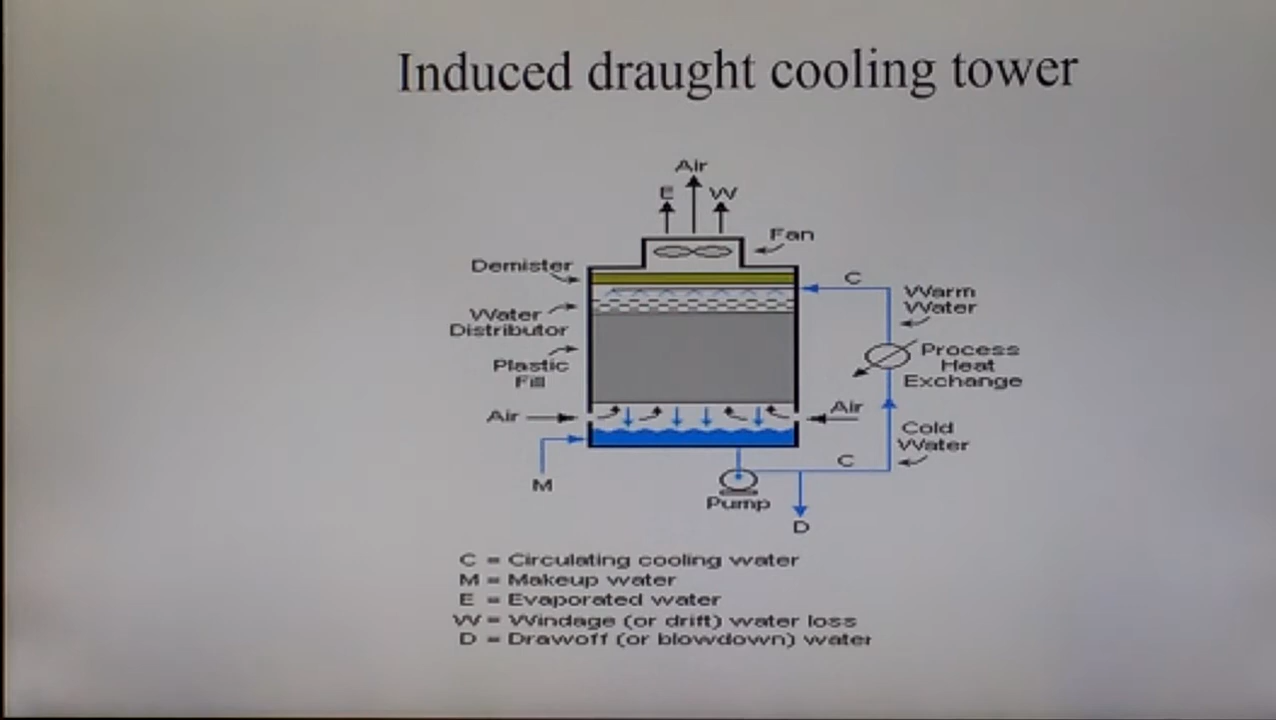 Induced draught cooling tower
Air
E
W
Fan
Demister
C
Warm
Water
Water
Distributor
Process
Heat
Exchange
Plastic
Fill
Air
Air
Cold
Water
C
M
Pump
D
C = Circulating cooling water
M = Makeup water
E = Evaporated water
W = Windage (or drift) water loss
D = Drawoff (or blowdown) water